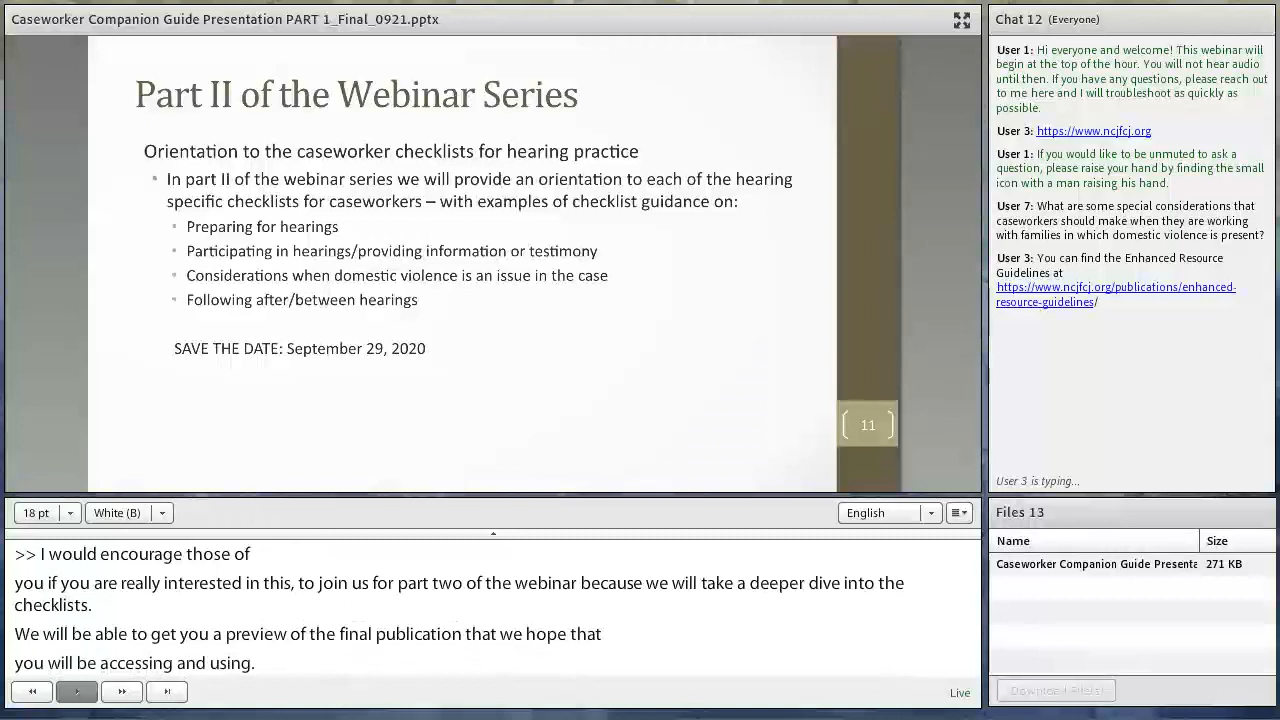 Caseworker Companion Guide Presentation PART 1_Final_0921.pptx
Part II of the Webinar Series
Orientation to the caseworker checklists for hearing practice
In part II of the webinar series we will provide an orientation to each of the hearing
specific checklists for caseworkers – with examples of checklist guidance on:
Preparing for hearings
Participating in hearings/providing information or testimony
Considerations when domestic violence is an issue in the case
Following after/between hearings
SAVE THE DATE: September 29, 2020
11
18 pt
White (B)
English
>> I would encourage those of
you if you are really interested in this, to join us for part two of the webinar because we will take a deeper dive into the
checklists.
We will be able to get you a preview of the final publication that we hope that
you will be accessing and using.
Live
Chat 12 (Everyone)
User 1: Hi everyone and welcome! This webinar will
begin at the top of the hour. You will not hear audio
until then. If you have any questions, please reach out
to me here and I will troubleshoot as quickly as
possible.
User 3: https://www.ncjfcj.org
User 1: If you would like to be unmuted to ask a
question, please raise your hand by finding the small
icon with a man raising his hand.
User 7: What are some special considerations that
caseworkers should make when they are working
with families in which domestic violence is present?
User 3: You can find the Enhanced Resource
Guidelines at
https://www.ncjfcj.org/publications/enhanced-
resource-guidelines/
User 3 is typing...
Files 13
Name Size
Caseworker Companion Guide Presenta 271 KB
Download File(s)